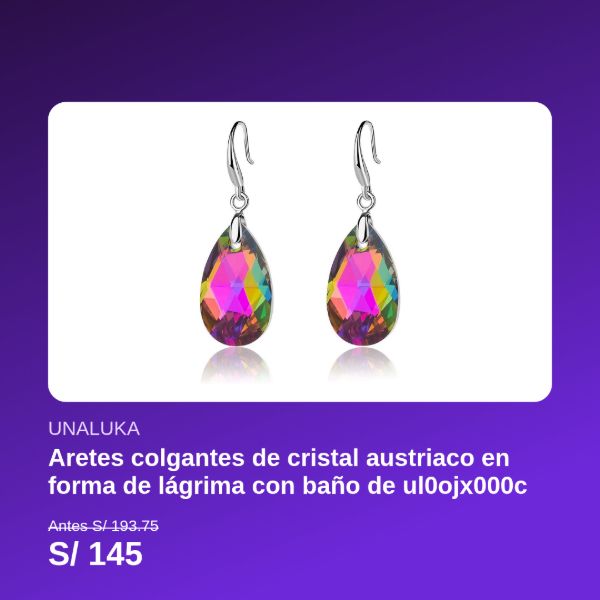 UNALUKA
Aretes colgantes de cristal austriaco en
forma de lágrima con baño de ul0ojx000c
Antes S/ 193.75
S/ 145